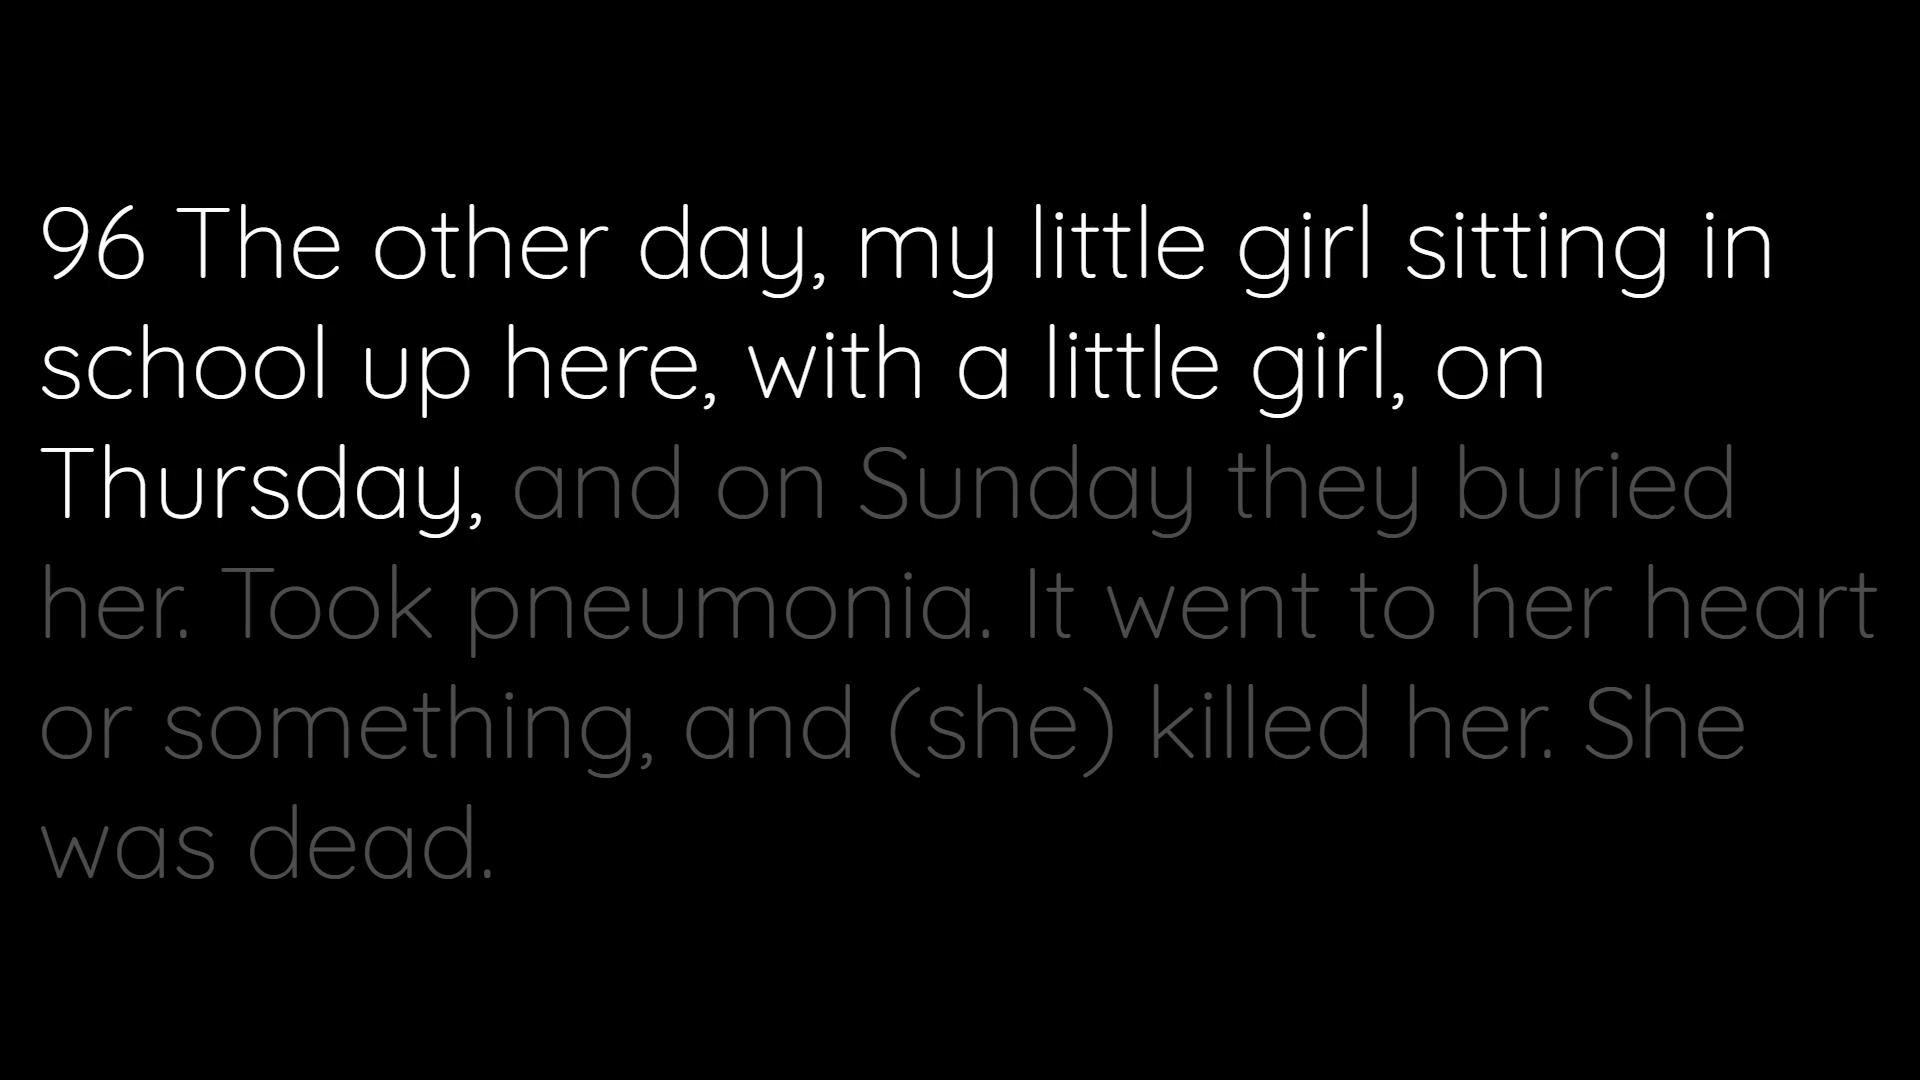 96 The other day, my little girl sitting in
school up here, with a little girl, on
Thursday, and on Sunday they buried
her. Took pneumonia. It went to her heart
or something, and (she) killed her. She
was dead.